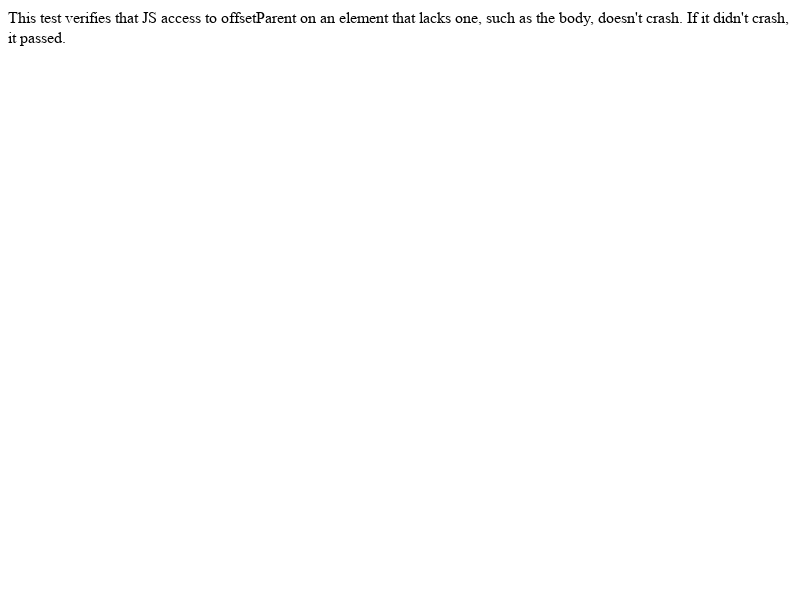 This test verifies that JS access to offsetParent on an element that lacks one, such as the body, doesn't crash. If it didn't crash,
it passed.